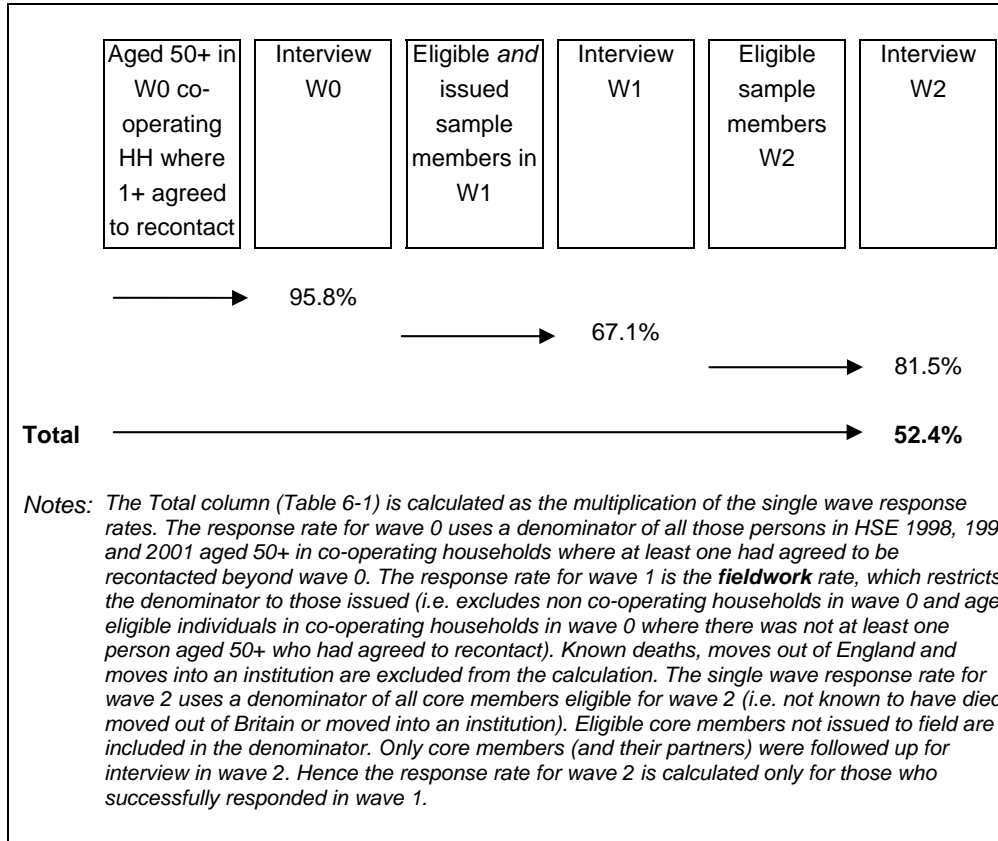 Aged 50+ in
W0 co-
operating
HH where
1+ agreed
to recontact
Interview
W0
Eligible and
issued
sample
members in
W1
Interview
W1
Eligible
sample
members
W2
Interview
W2
95.8%
67.1%
81.5%
Total
52.4%
Notes: The Total column (Table 6-1) is calculated as the multiplication of the single wave response
rates. The response rate for wave 0 uses a denominator of all those persons in HSE 1998, 199
and 2001 aged 50+ in co-operating households where at least one had agreed to be
recontacted beyond wave 0. The response rate for wave 1 is the fieldwork rate, which restricts
the denominator to those issued (i.e. excludes non co-operating households in wave 0 and age
eligible individuals in co-operating households in wave 0 where there was not at least one
person aged 50+ who had agreed to recontact). Known deaths, moves out of England and
moves into an institution are excluded from the calculation. The single wave response rate for
wave 2 uses a denominator of all core members eligible for wave 2 (i.e. not known to have died
moved out of Britain or moved into an institution). Eligible core members not issued to field are
included in the denominator. Only core members (and their partners) were followed up for
interview in wave 2. Hence the response rate for wave 2 is calculated only for those who
successfully responded in wave 1.